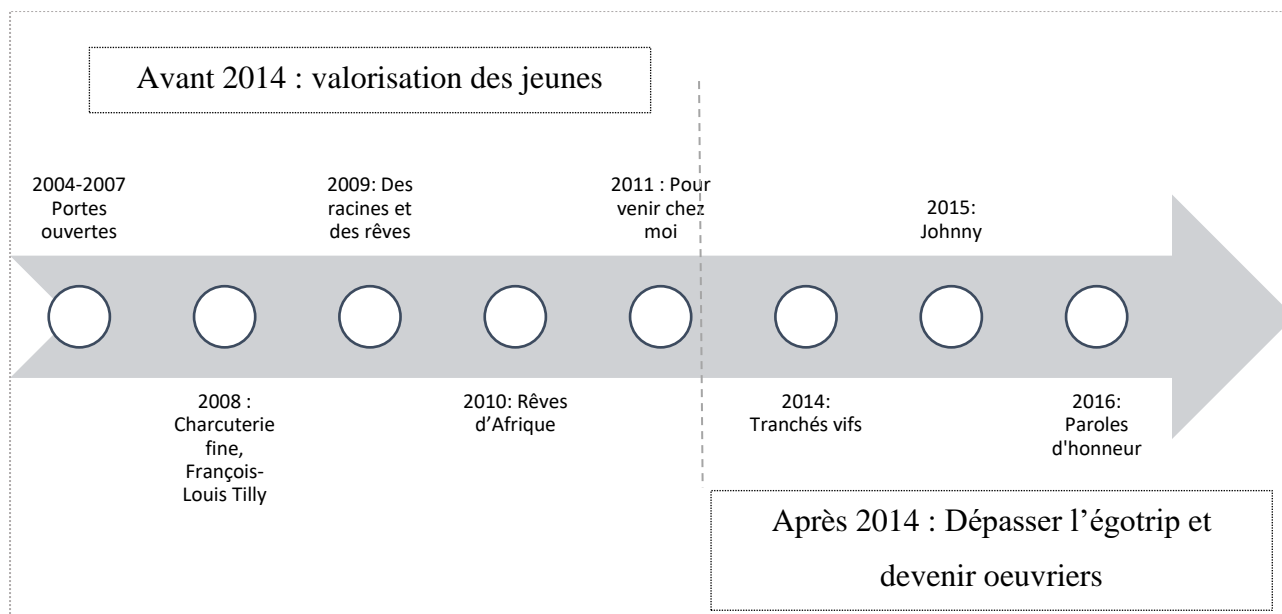 Avant 2014 : valorisation des jeunes
2004-2007
Portes
ouvertes
2008 :
Charcuterie
fine,
François-
Louis Tilly
2009: Des
racines et
des rêves
2010: Rêves
d’Afrique
2011 : Pour
venir chez
moi
2014:
Tranchés vifs
2015:
Johnny
2016:
Paroles
d'honneur
Après 2014 : Dépasser l’égotrip et
devenir oeuvriers